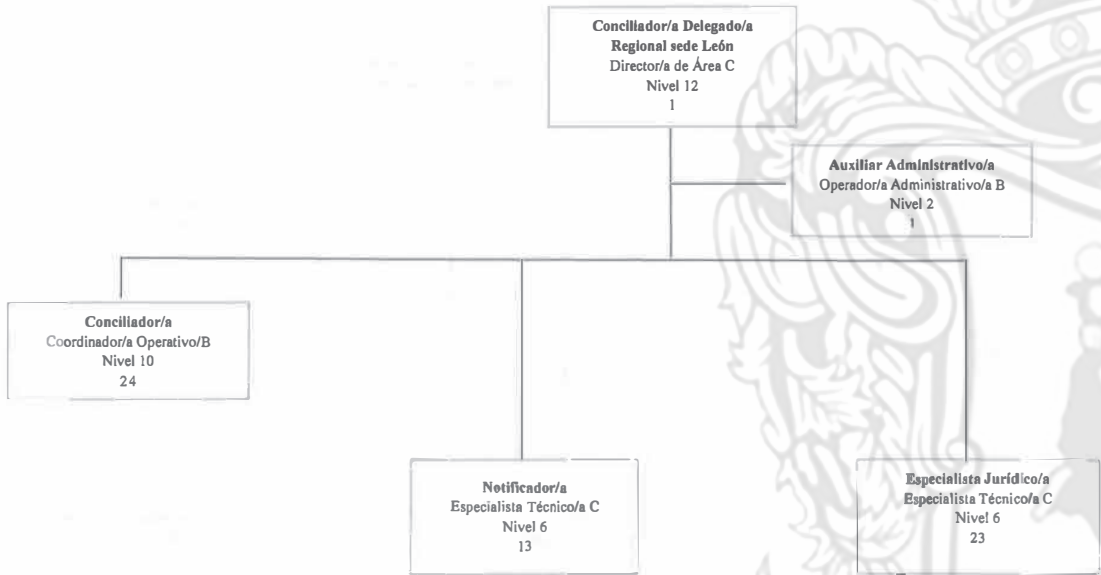 Conciliador/a Delegado/a
Regional sede León
Director/a de Área C
Nivel 12
1
Auxiliar Administrativo/a
Operador/a Administrativo/a B
Nivel 2
1
Conciliador/a
Coordinador/a Operativo/B
Nivel 10
24
Notificador/a
Especialista Técnico/a C
Nivel 6
13
Especialista Jurídico/a
Especialista Técnico/a C
Nivel 6
23